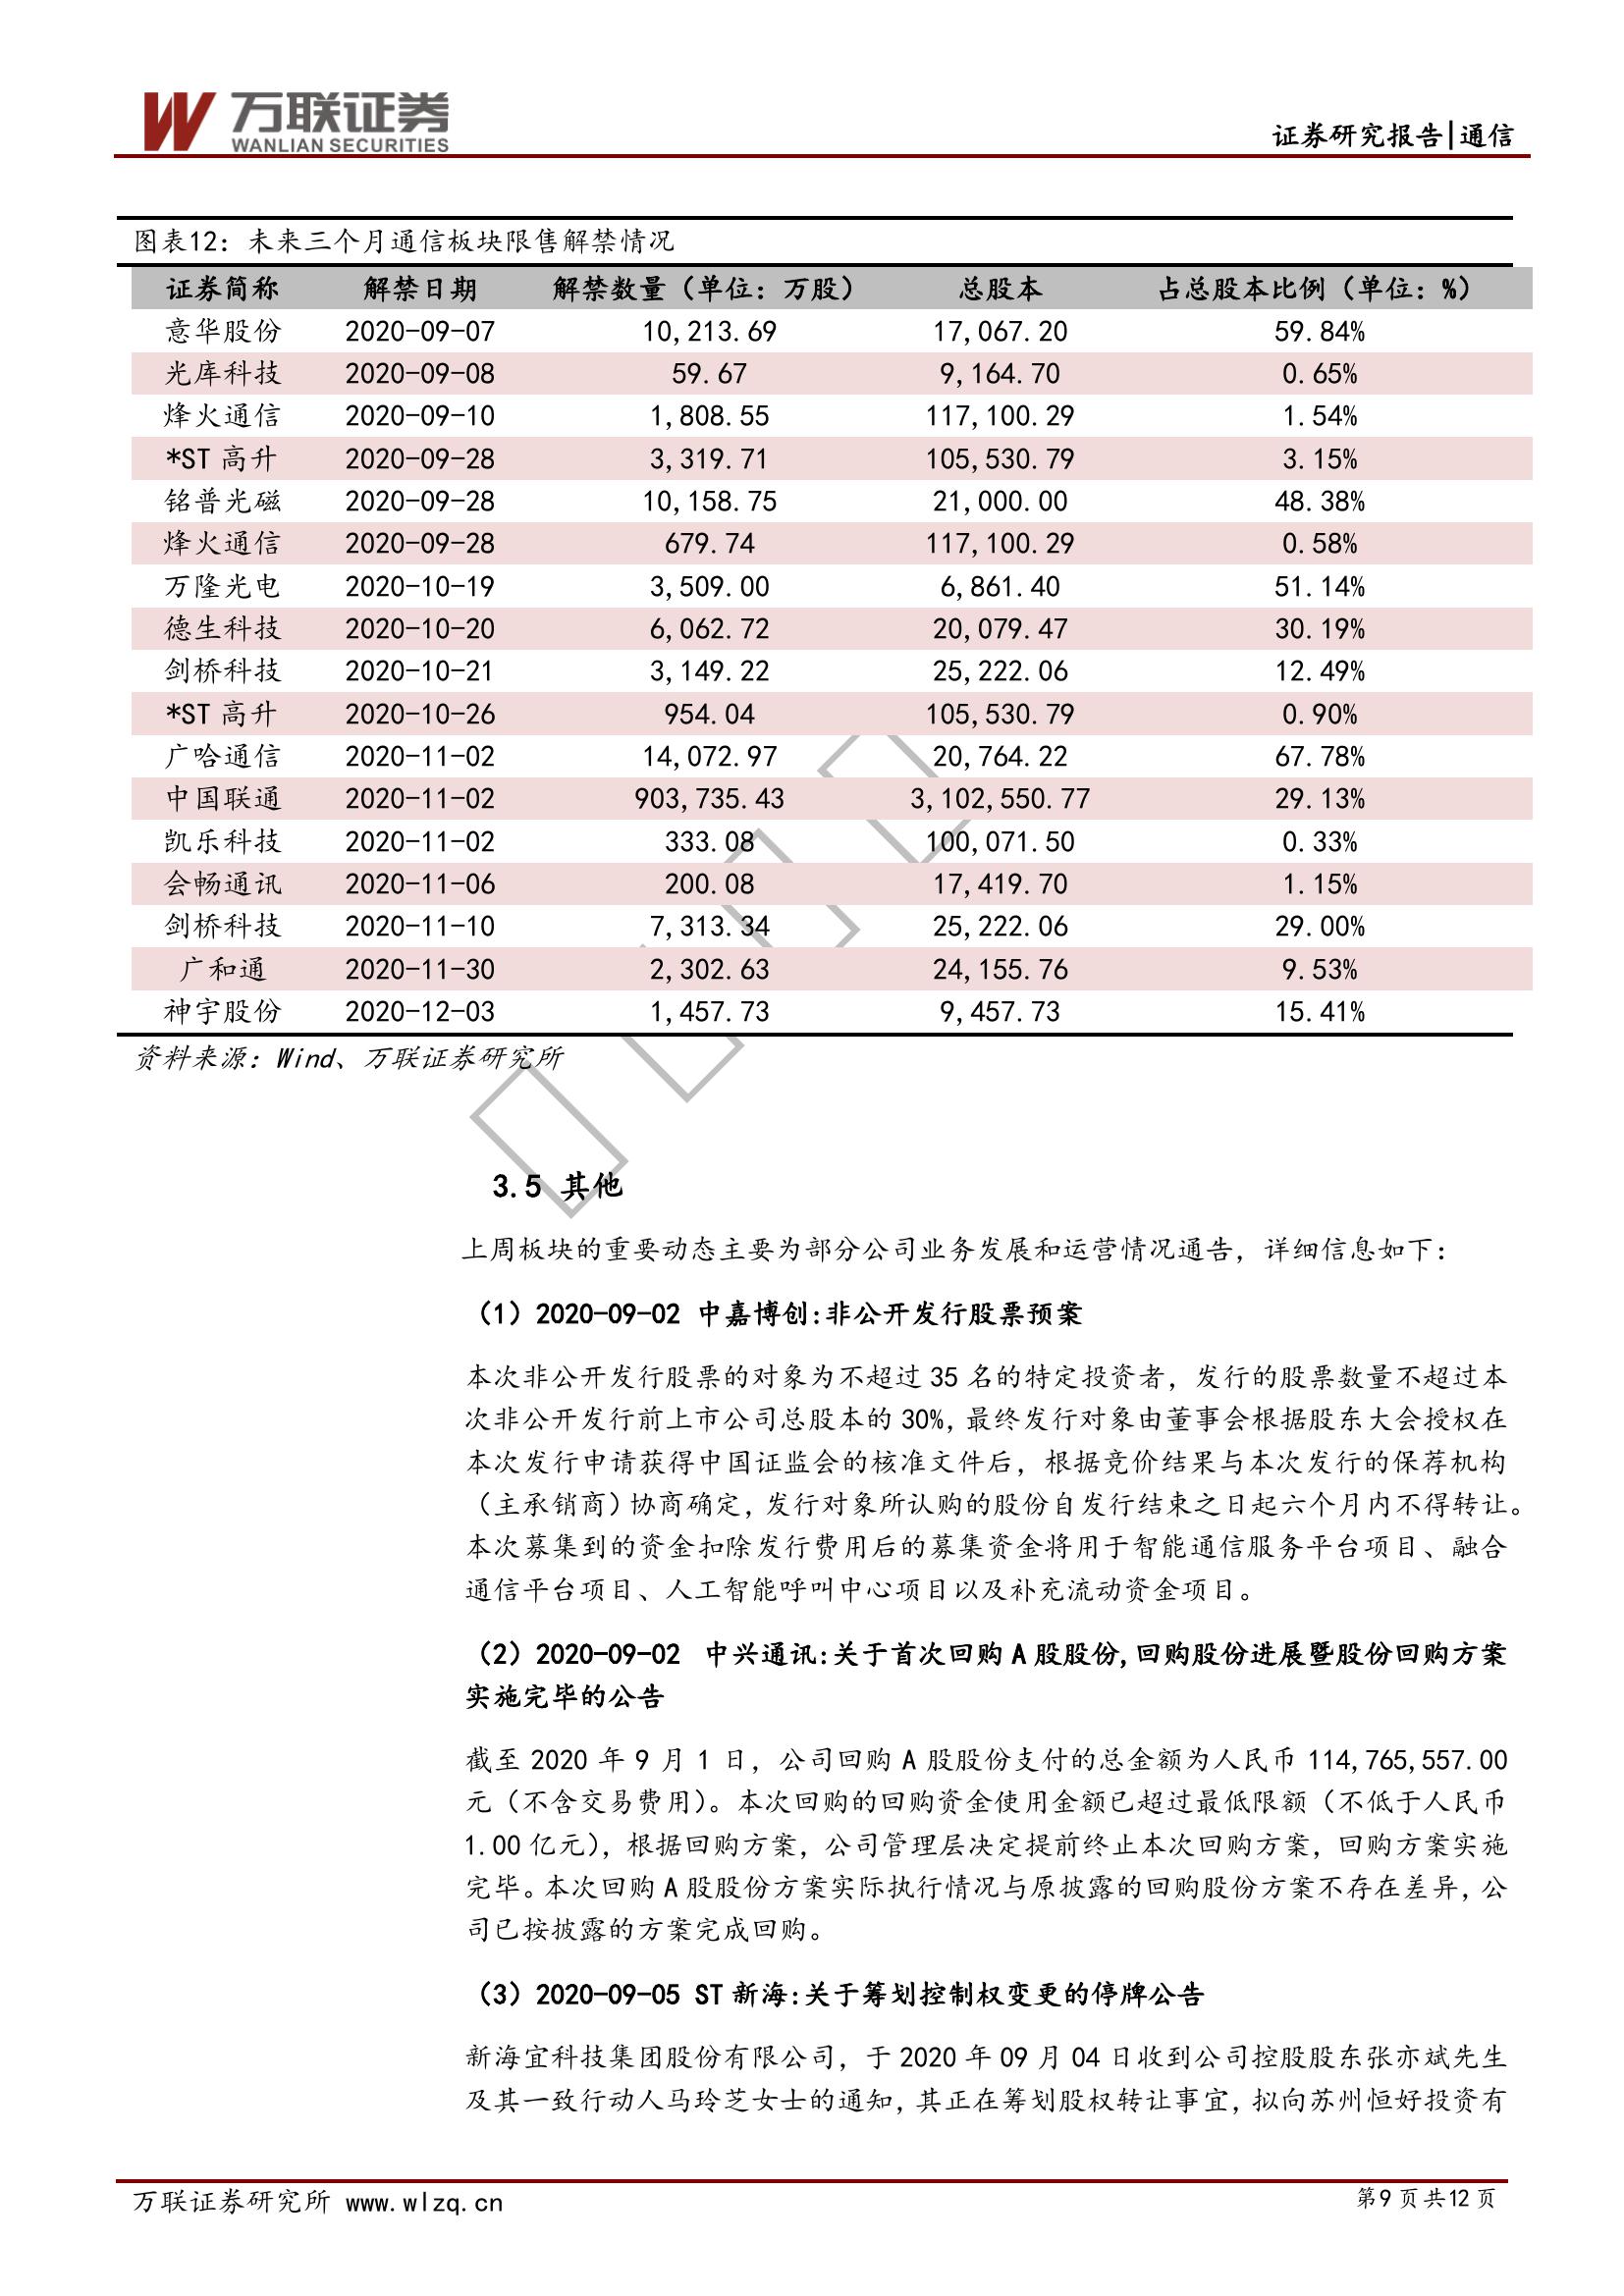 万联证券
WANLIAN SECURITIES
证券研究报告|通信
图表12：未来三个月通信板块限售解禁情况
证券简称 解禁日期 解禁数量（单位：万股） 总股本 占总股本比例（单位：%）
意华股份 2020-09-07 10,213.69 17,067.20 59.84%
光库科技 2020-09-08 59.67 9,164.70 0.65%
烽火通信 2020-09-10 1,808.55 117,100.29 1.54%
*ST 高升 2020-09-28 3,319.71 105,530.79 3.15%
铭普光磁 2020-09-28 10,158.75 21,000.00 48.38%
烽火通信 2020-09-28 679.74 117,100.29 0.58%
万隆光电 2020-10-19 3,509.00 6,861.40 51.14%
德生科技 2020-10-20 6,062.72 20,079.47 30.19%
剑桥科技 2020-10-21 3,149.22 25,222.06 12.49%
*ST 高升 2020-10-26 954.04 105,530.79 0.90%
广哈通信 2020-11-02 14,072.97 20,764.22 67.78%
中国联通 2020-11-02 903,735.43 3,102,550.77 29.13%
凯乐科技 2020-11-02 333.08 100,071.50 0.33%
会畅通讯 2020-11-06 200.08 17,419.70 1.15%
剑桥科技 2020-11-10 7,313.34 25,222.06 29.00%
广和通 2020-11-30 2,302.63 24,155.76 9.53%
神宇股份 2020-12-03 1,457.73 9,457.73 15.41%
资料来源：Wind、万联证券研究所
3.5 其他
上周板块的重要动态主要为部分公司业务发展和运营情况通告，详细信息如下：
（1）2020-09-02 中嘉博创:非公开发行股票预案
本次非公开发行股票的对象为不超过 35 名的特定投资者，发行的股票数量不超过本
次非公开发行前上市公司总股本的 30%，最终发行对象由董事会根据股东大会授权在
本次发行申请获得中国证监会的核准文件后，根据竞价结果与本次发行的保荐机构
（主承销商）协商确定，发行对象所认购的股份自发行结束之日起六个月内不得转让。
本次募集到的资金扣除发行费用后的募集资金将用于智能通信服务平台项目、融合
通信平台项目、人工智能呼叫中心项目以及补充流动资金项目。
（2）2020-09-02 中兴通讯:关于首次回购 A 股股份,回购股份进展暨股份回购方案
实施完毕的公告
截至 2020 年 9 月 1 日，公司回购 A 股股份支付的总金额为人民币 114,765,557.00
元（不含交易费用）。本次回购的回购资金使用金额已超过最低限额（不低于人民币
1.00 亿元），根据回购方案，公司管理层决定提前终止本次回购方案，回购方案实施
完毕。本次回购 A 股股份方案实际执行情况与原披露的回购股份方案不存在差异，公
司已按披露的方案完成回购。
（3）2020-09-05 ST 新海:关于筹划控制权变更的停牌公告
新海宜科技集团股份有限公司，于 2020 年 09 月 04 日收到公司控股股东张亦斌先生
及其一致行动人马玲芝女士的通知，其正在筹划股权转让事宜，拟向苏州恒好投资有
万联证券研究所 www.wlzq.cn
第9页共12页